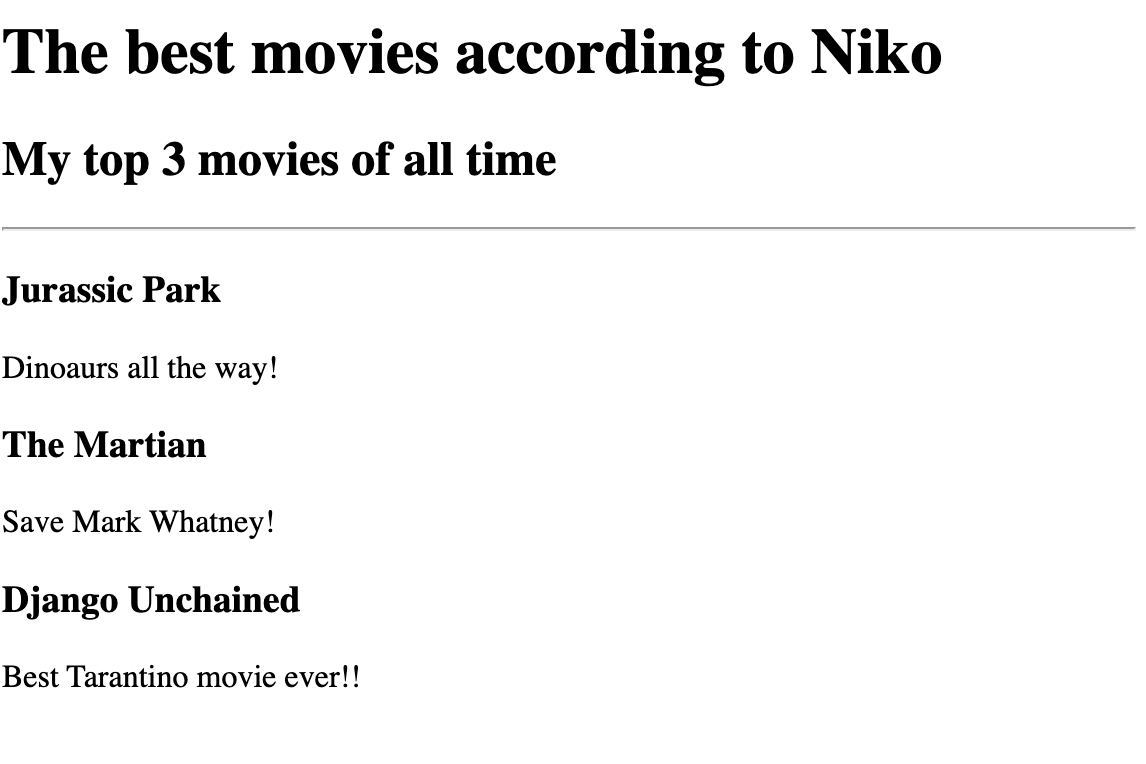 The best movies according to Niko
My top 3 movies of all time
Jurassic Park
Dinoaurs all the way!
The Martian
Save Mark Whatney!
Django Unchained
Best Tarantino movie ever!!